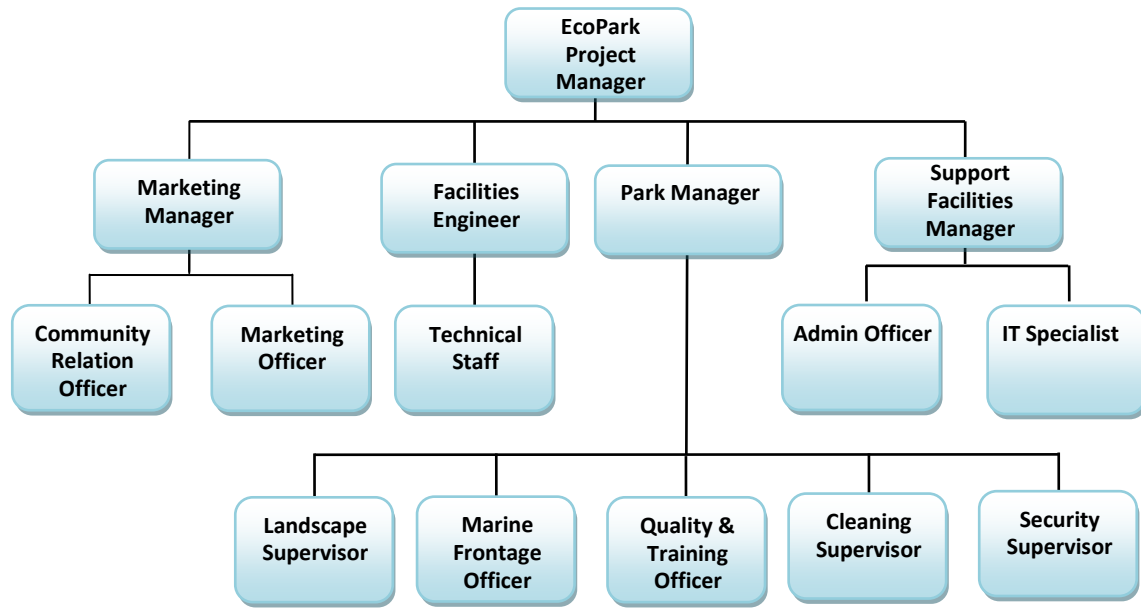 EcoPark
Project
Manager
Marketing
Manager
Facilities
Engineer
Park Manager
Support
Facilities
Manager
Community
Relation
Officer
Marketing
Officer
Technical
Staff
Admin Officer
IT Specialist
Landscape
Supervisor
Marine
Frontage
Officer
Quality &
Training
Officer
Cleaning
Supervisor
Security
Supervisor